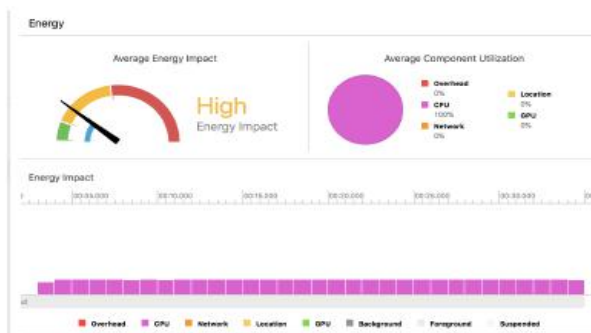 Energy
Average Energy Impact
High
Energy Impact
Average Component Utilization
Overhead
0%
CPU
100%
Network
0%
Location
0%
GPU
0%
Energy Impact
00:05.000 00:10.000 00:15.000 00:20.000 00:25.000 00:30.000
Overhead CPU Network Location GPU Background Foreground Suspended